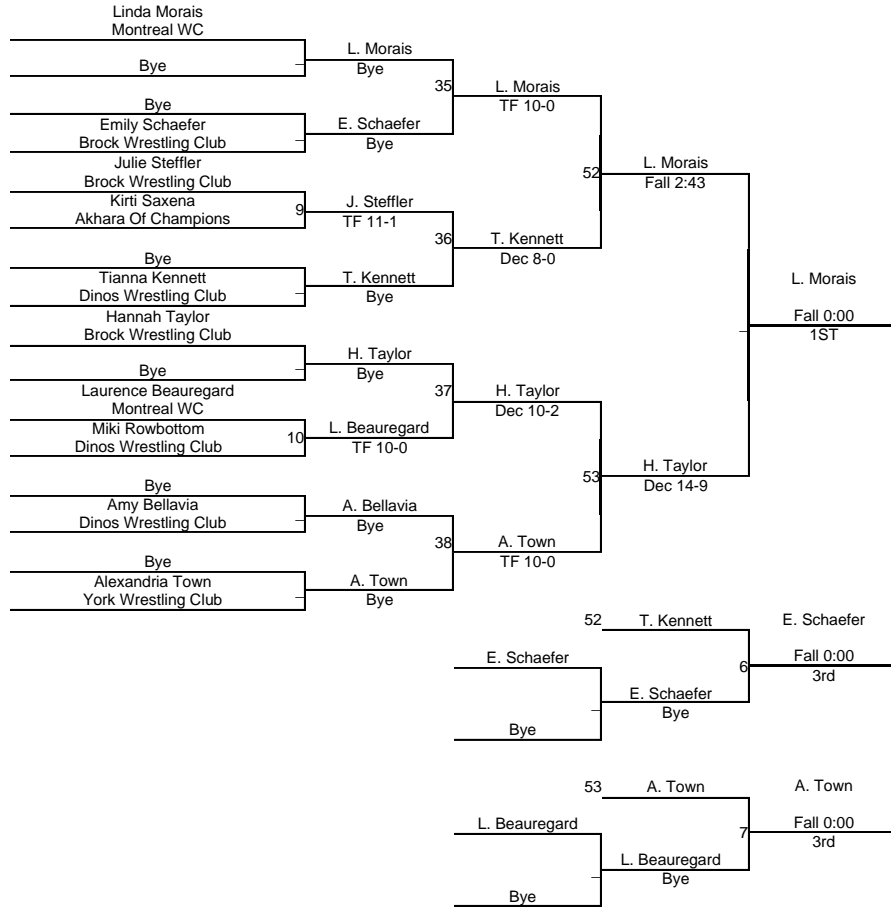 Linda Morais
Montreal WC
L. Morais
Bye
Bye
35
L. Morais
TF 10-0
Bye
Emily Schaefer
Brock Wrestling Club
E. Schaefer
Bye
Julie Steffler
Brock Wrestling Club
52
L. Morais
Fall 2:43
Kirti Saxena
Akhara Of Champions
9
J. Steffler
TF 11-1
36
T. Kennett
Dec 8-0
Bye
Tianna Kennett
Dinos Wrestling Club
T. Kennett
Bye
L. Morais
Fall 0:00
1ST
Hannah Taylor
Brock Wrestling Club
H. Taylor
Bye
Bye
37
H. Taylor
Dec 10-2
Laurence Beauregard
Montreal WC
Miki Rowbottom
Dinos Wrestling Club
10
L. Beauregard
TF 10-0
53
H. Taylor
Dec 14-9
Bye
Amy Bellavia
Dinos Wrestling Club
A. Bellavia
Bye
38
A. Town
TF 10-0
Bye
Alexandria Town
York Wrestling Club
A. Town
Bye
52
T. Kennett
E. Schaefer
E. Schaefer
6
Fall 0:00
3rd
E. Schaefer
Bye
Bye
53
A. Town
A. Town
L. Beauregard
7
Fall 0:00
3rd
L. Beauregard
Bye
Bye